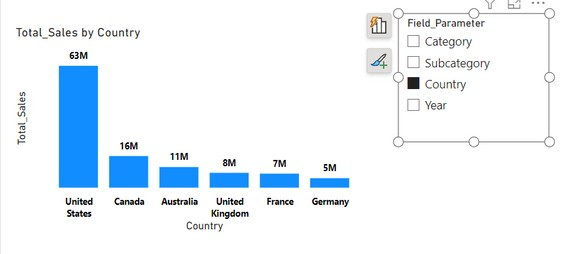 Total_Sales by Country
63M
16M
11M
8M
7M
5M
Total_Sales
United States
Canada
Australia
United Kingdom
France
Germany
Country
Field_Parameter
Category
Subcategory
Country
Year